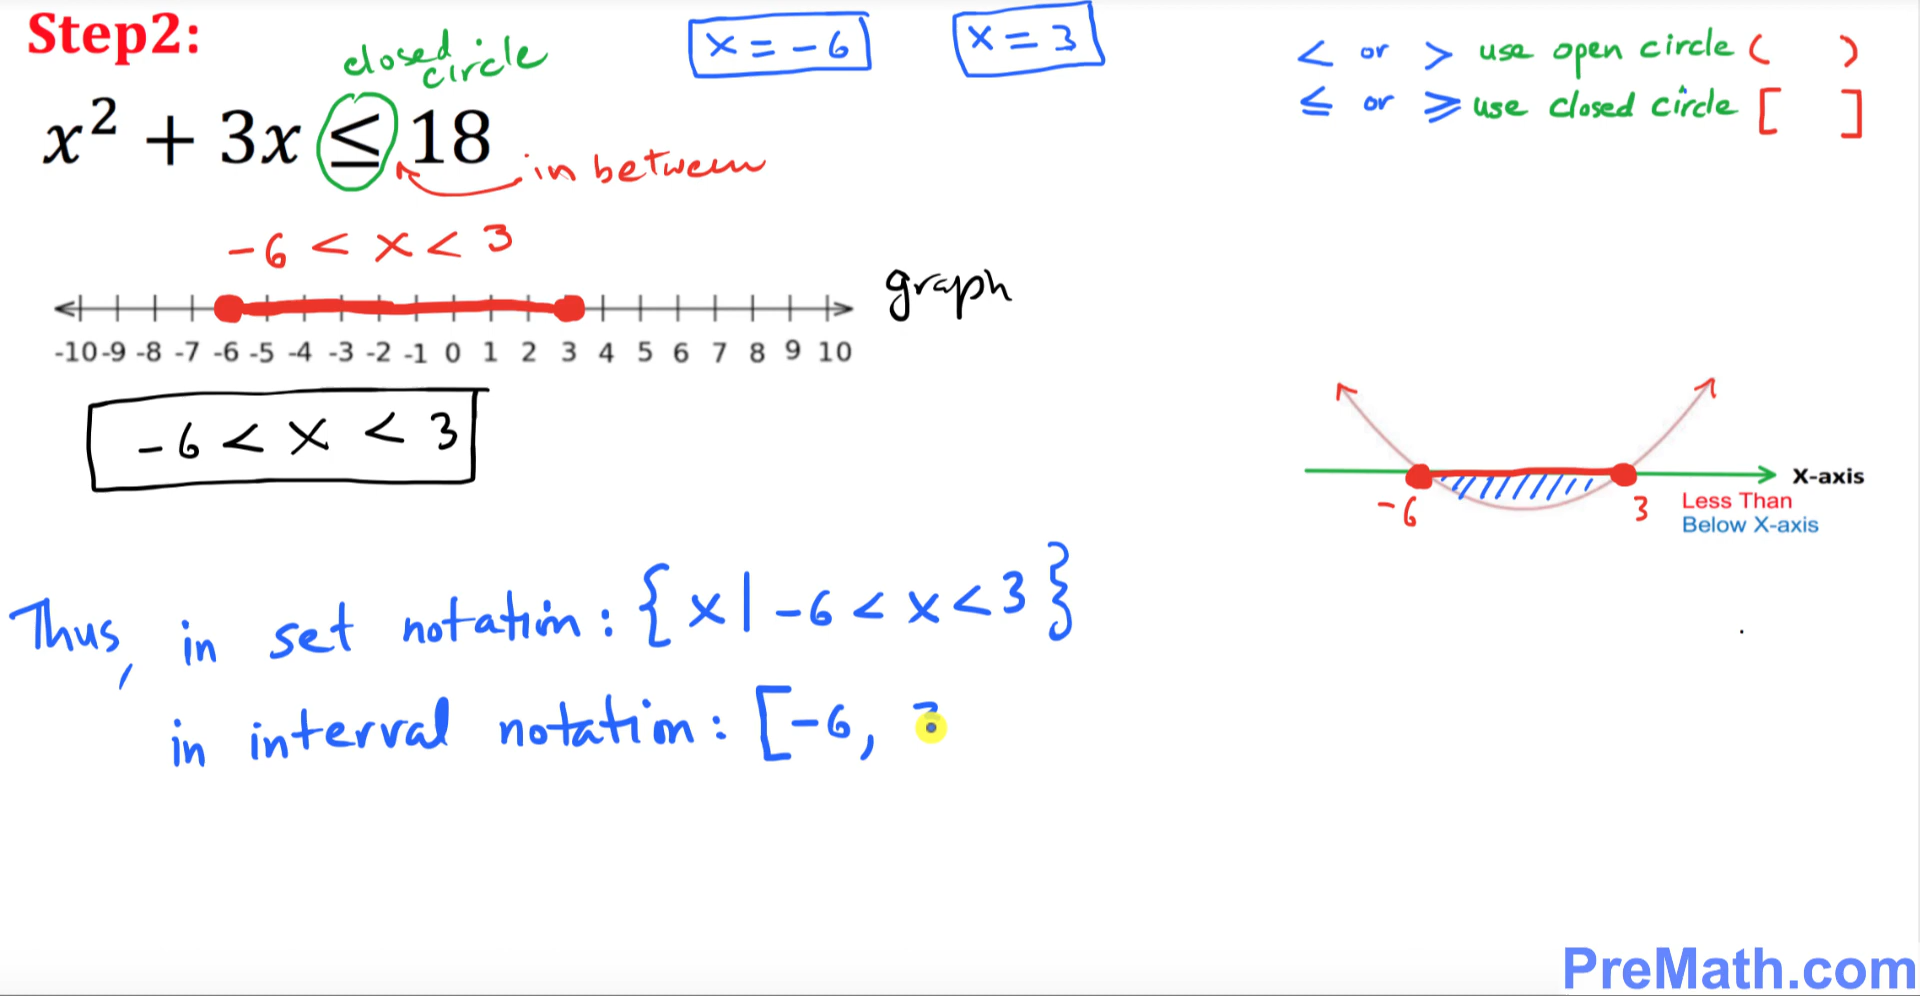 Step2:
x = -6
x = 3
< or > use open circle ( )
≤ or ≥ use closed circle [ ]
closed circle
x² + 3x ≤ 18
in between
-6 < x < 3
graph
-10 -9 -8 -7 -6 -5 -4 -3 -2 -1 0 1 2 3 4 5 6 7 8 9 10
-6 < x < 3
X-axis
-6
3
Less Than
Below X-axis
Thus, in set notation: {x | -6 < x < 3}
in interval notation: [-6,
PreMath.com